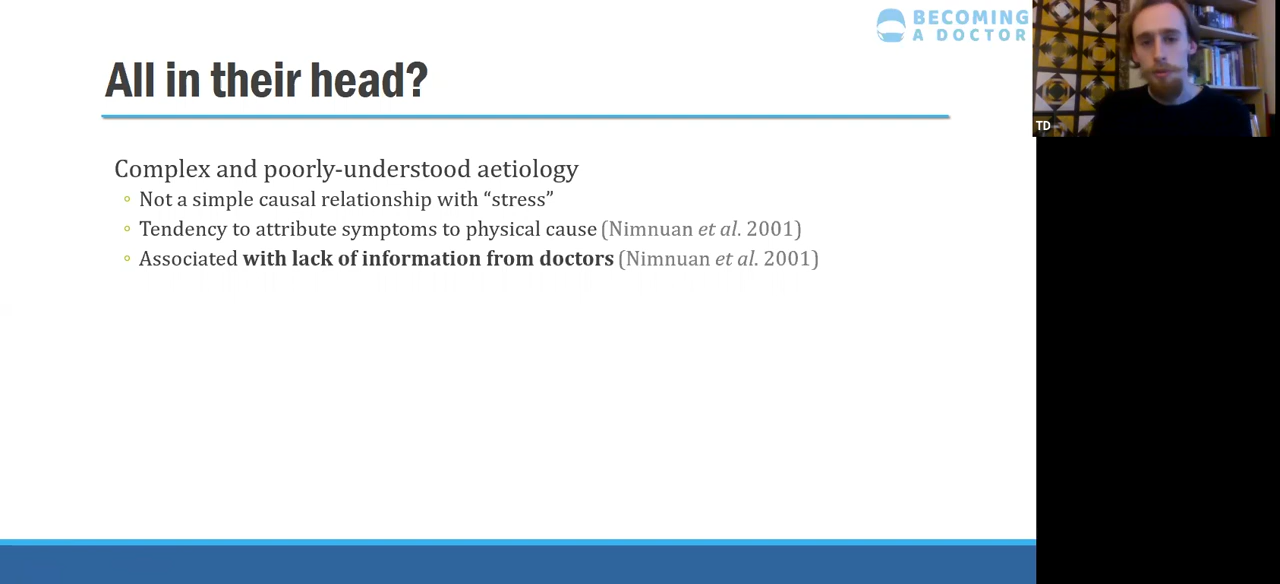 BECOMING
A DOCTOR
All in their head?
TD
Complex and poorly-understood aetiology
Not a simple causal relationship with “stress”
Tendency to attribute symptoms to physical cause (Nimnuan et al. 2001)
Associated with lack of information from doctors (Nimnuan et al. 2001)